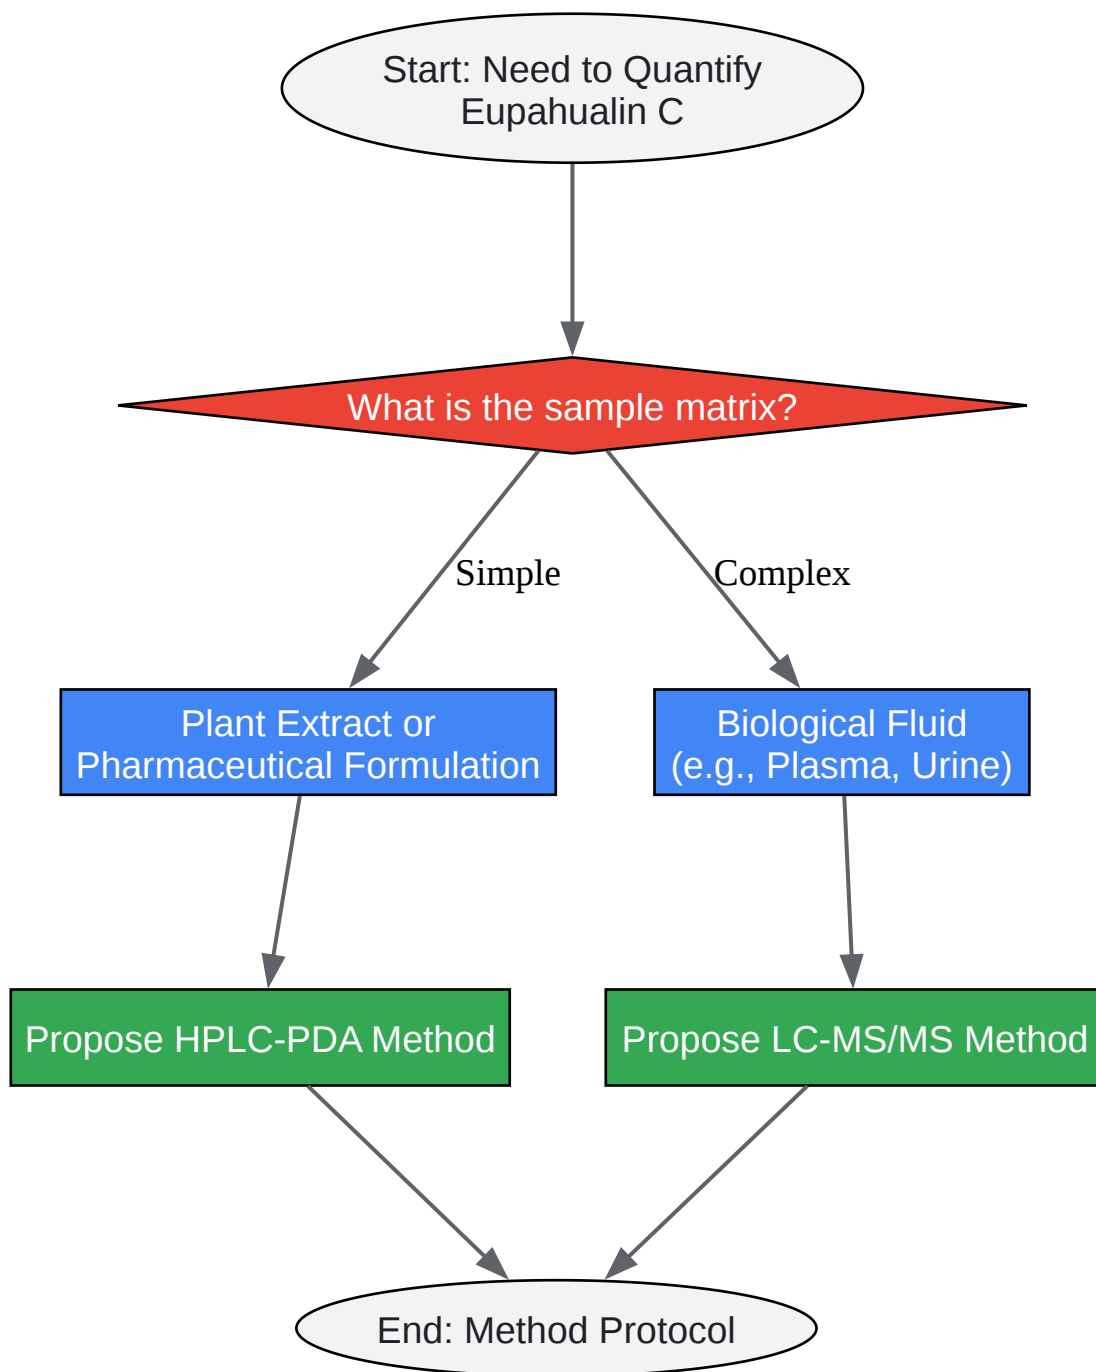 Start: Need to Quantify
Eupahualin C
What is the sample matrix?
Simple
Complex
Plant Extract or
Pharmaceutical Formulation
Biological Fluid
(e.g., Plasma, Urine)
Propose HPLC-PDA Method
Propose LC-MS/MS Method
End: Method Protocol